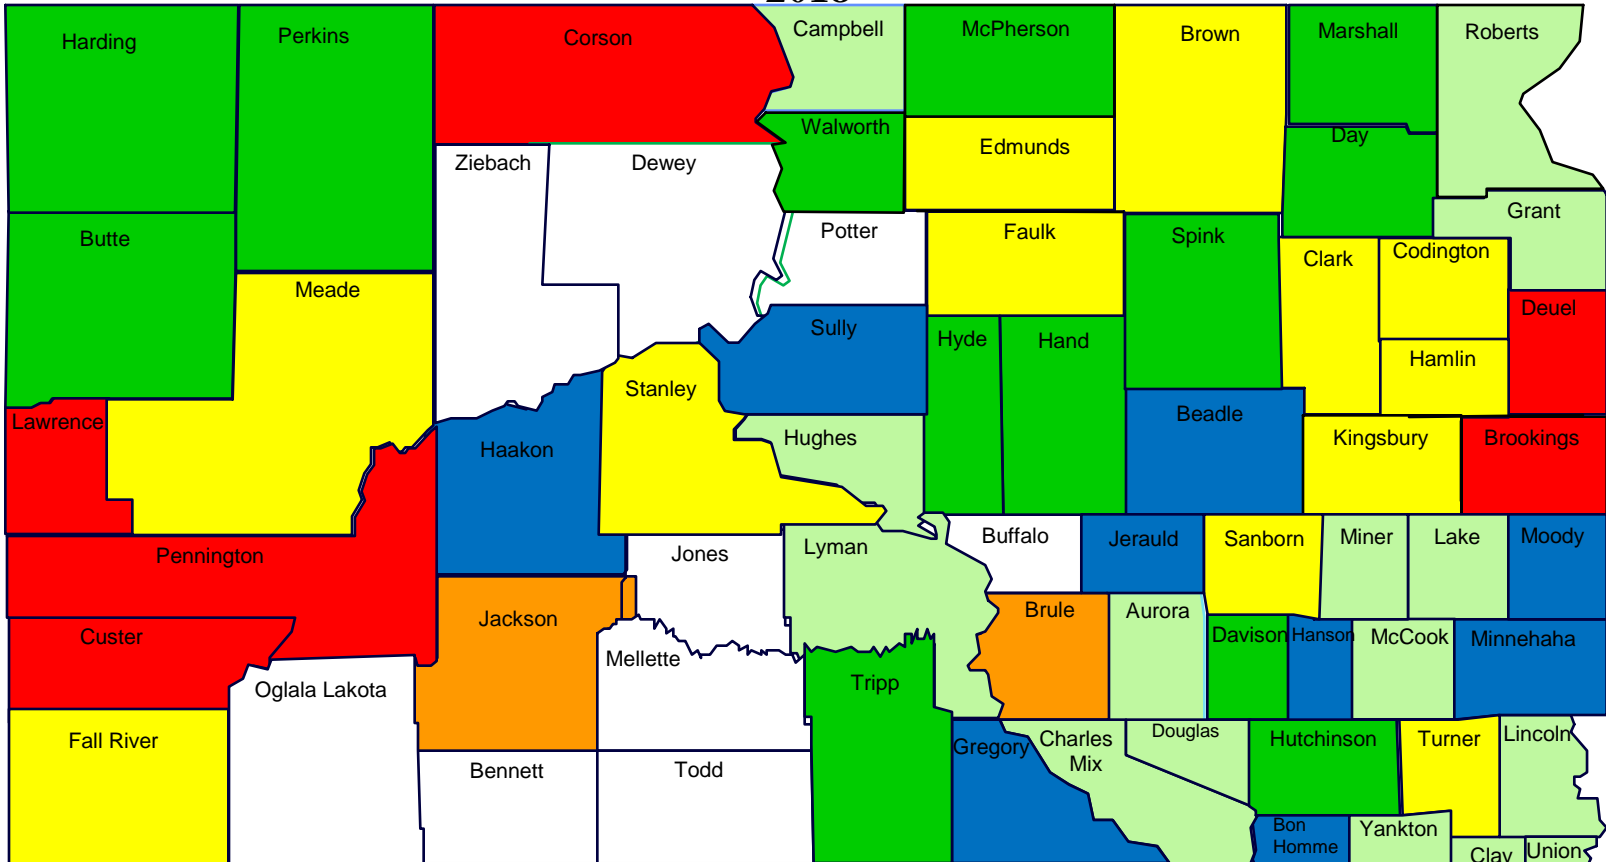 Harding
Perkins
Corson
Campbell
McPherson
Brown
Marshall
Roberts
Walworth
Edmunds
Day
Ziebach
Dewey
Grant
Butte
Potter
Faulk
Spink
Clark
Codington
Meade
Deuel
Sully
Hyde
Hand
Hamlin
Stanley
Lawrence
Beadle
Haakon
Hughes
Kingsbury
Brookings
Pennington
Jones
Lyman
Buffalo
Jerauld
Sanborn
Miner
Lake
Moody
Jackson
Brule
Aurora
Custer
Davison
Hanson
McCook
Minnehaha
Mellette
Oglala Lakota
Tripp
Fall River
Gregory
Charles
Mix
Douglas
Hutchinson
Turner
Lincoln
Bennett
Todd
Bon
Homme
Yankton
Clay
Union